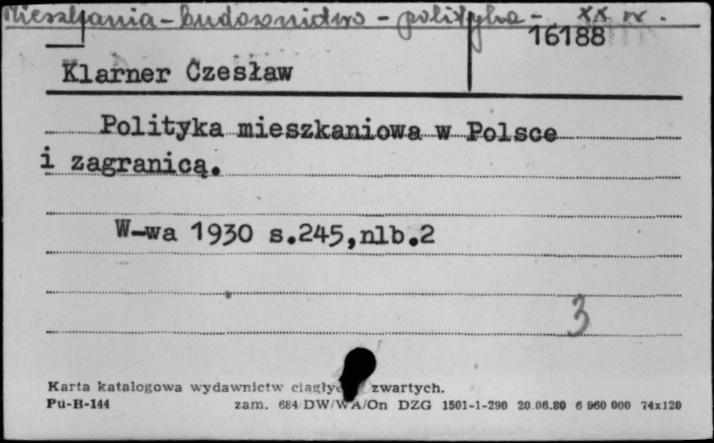 Mieszkania - budownictwo - polityka - XX w.
16188
Klarner Czesław
Polityka mieszkaniowa w Polsce
i zagranicą.
W-wa 1930 s.245,nlb.2
3
Karta katalogowa wydawnictw zwartych.
Pu-B-144 zam. 684 DW/WA/On DZG 1501-1-290 20.06.80 6 960 000 74x120